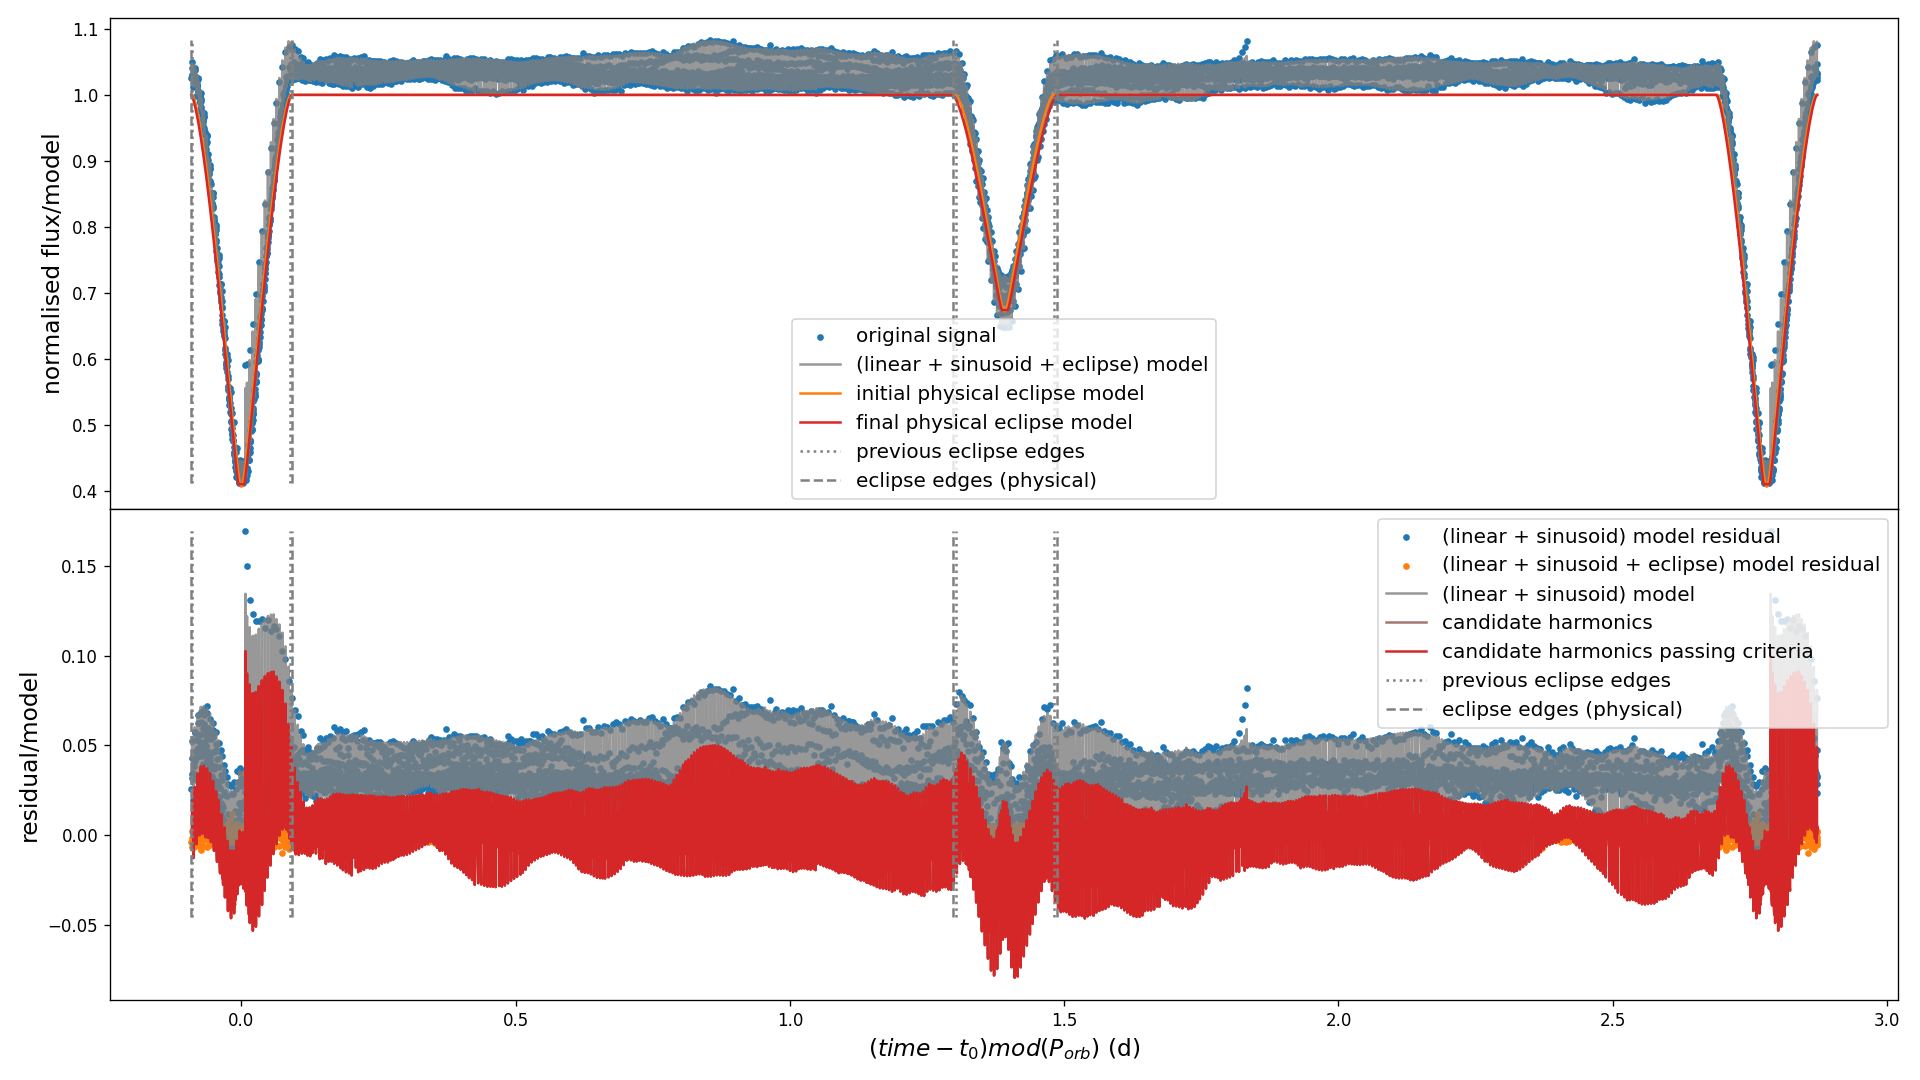 normalised flux/model
1.1
1.0
0.9
0.8
0.7
0.6
0.5
0.4
original signal
(linear + sinusoid + eclipse) model
initial physical eclipse model
final physical eclipse model
previous eclipse edges
eclipse edges (physical)
residual/model
0.15
0.10
0.05
0.00
−0.05
(linear + sinusoid) model residual
(linear + sinusoid + eclipse) model residual
(linear + sinusoid) model
candidate harmonics
candidate harmonics passing criteria
previous eclipse edges
eclipse edges (physical)
0.0 0.5 1.0 1.5 2.0 2.5 3.0
(time − t₀)mod(P_orb) (d)